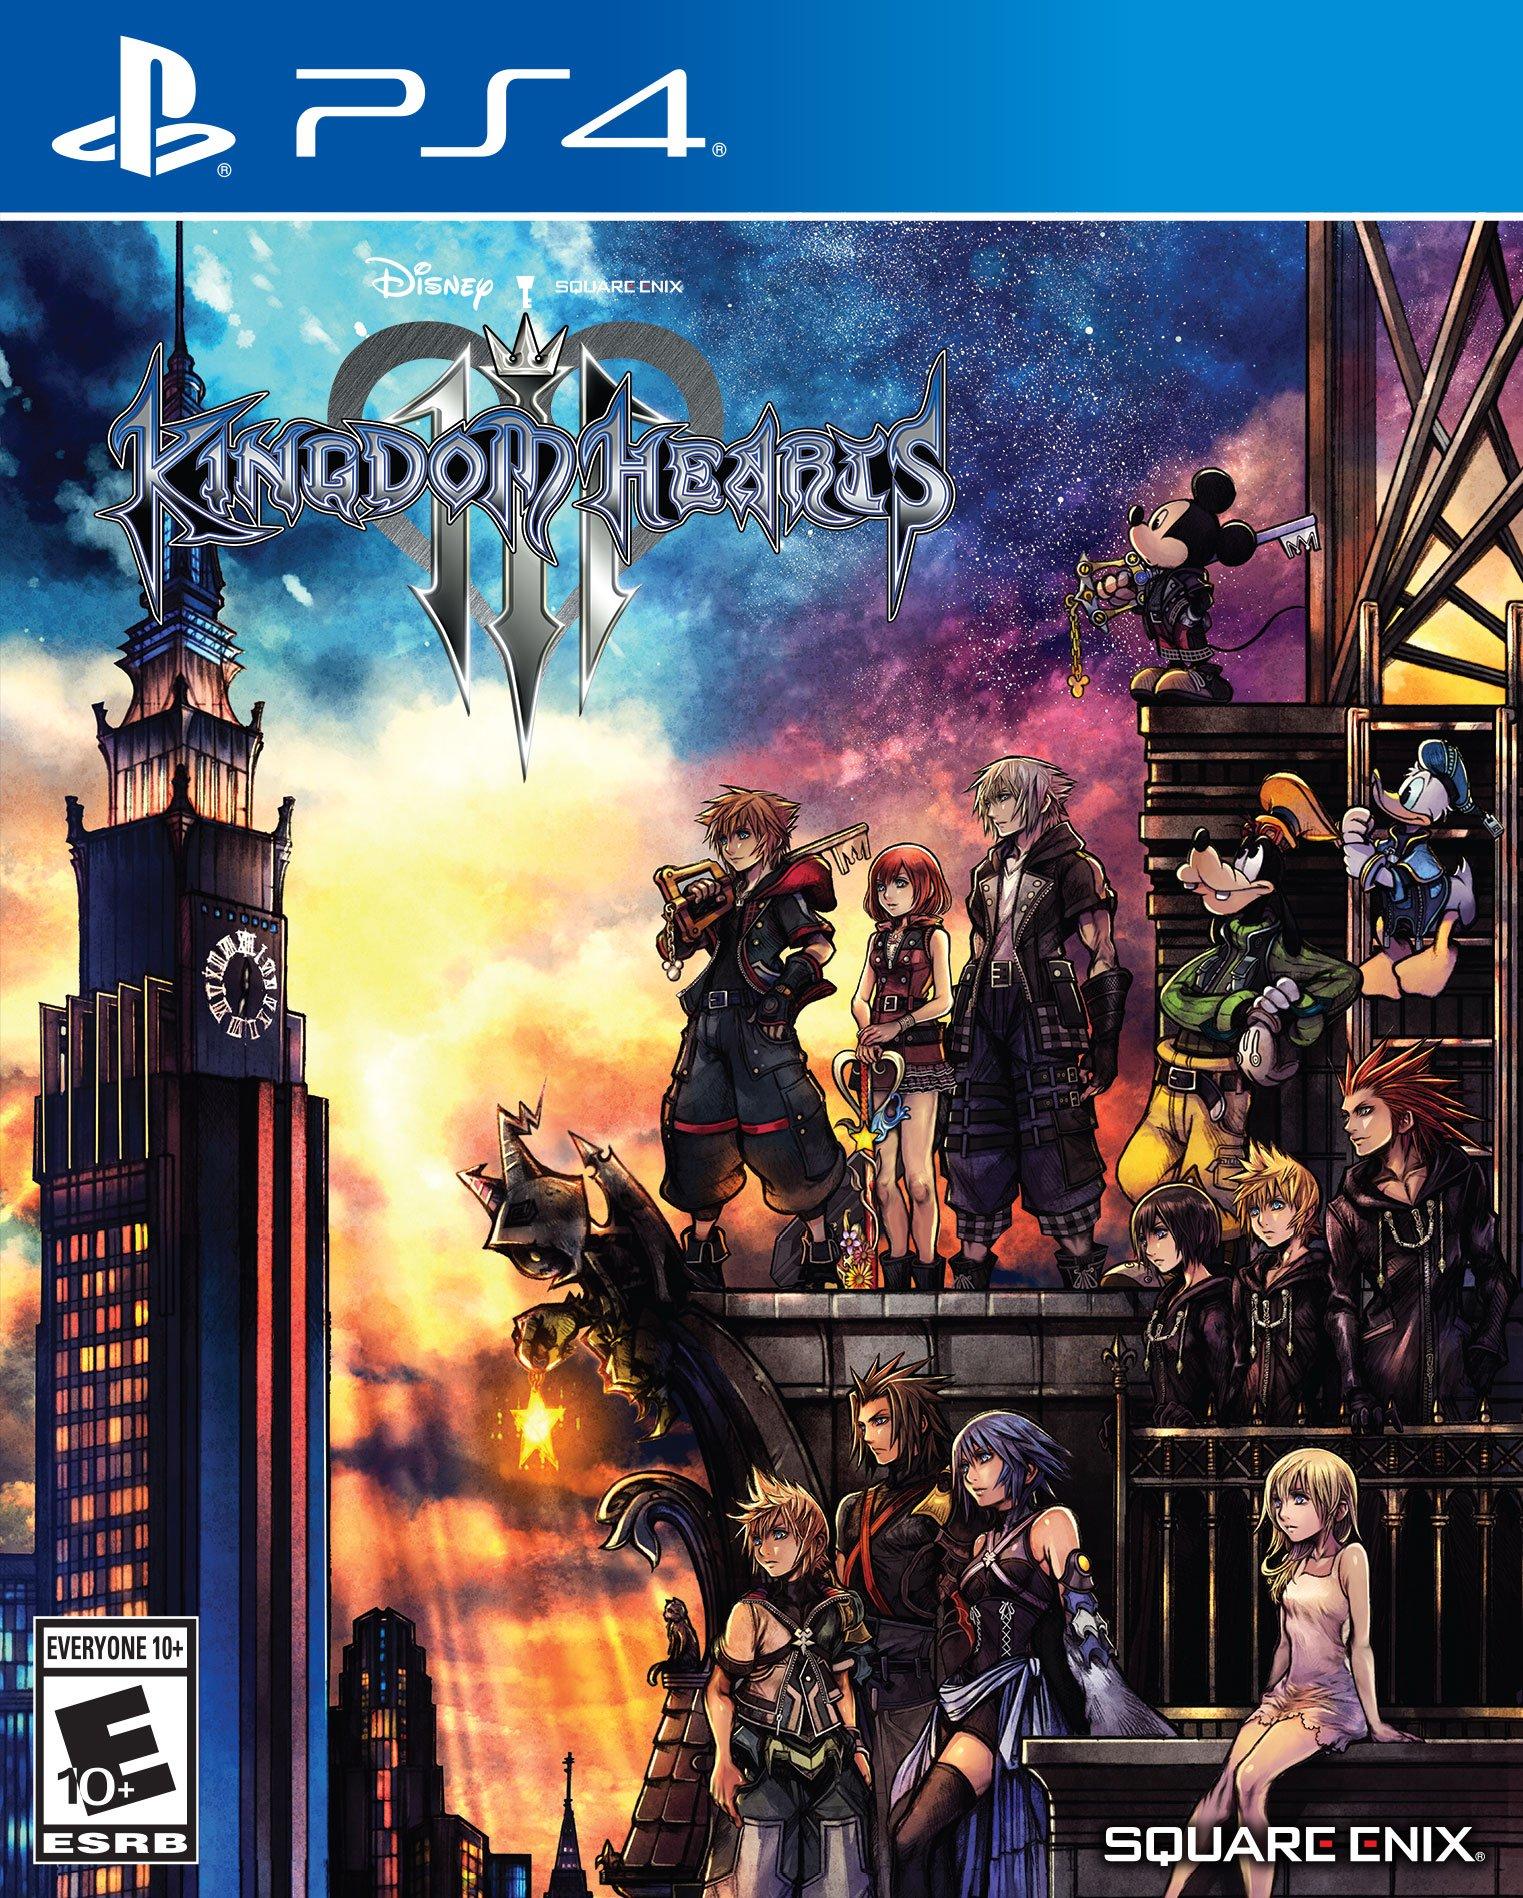 PS4®
Disney SQUARE ENIX
III
KINGDOM HEARTS
EVERYONE 10+
E
10+
ESRB
SQUARE ENIX®